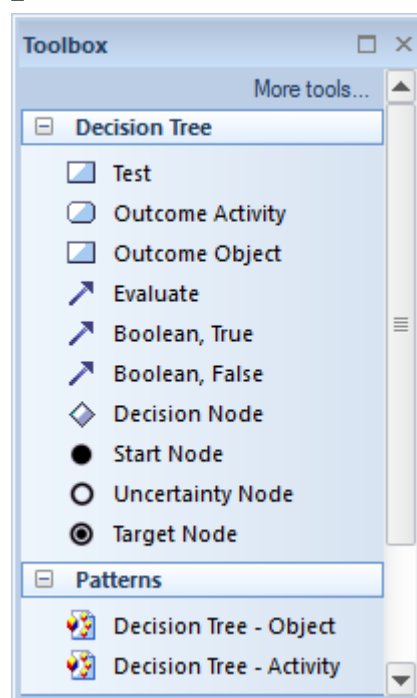 Toolbox
More tools...
Decision Tree
Test
Outcome Activity
Outcome Object
Evaluate
Boolean, True
Boolean, False
Decision Node
Start Node
Uncertainty Node
Target Node
Patterns
Decision Tree - Object
Decision Tree - Activity